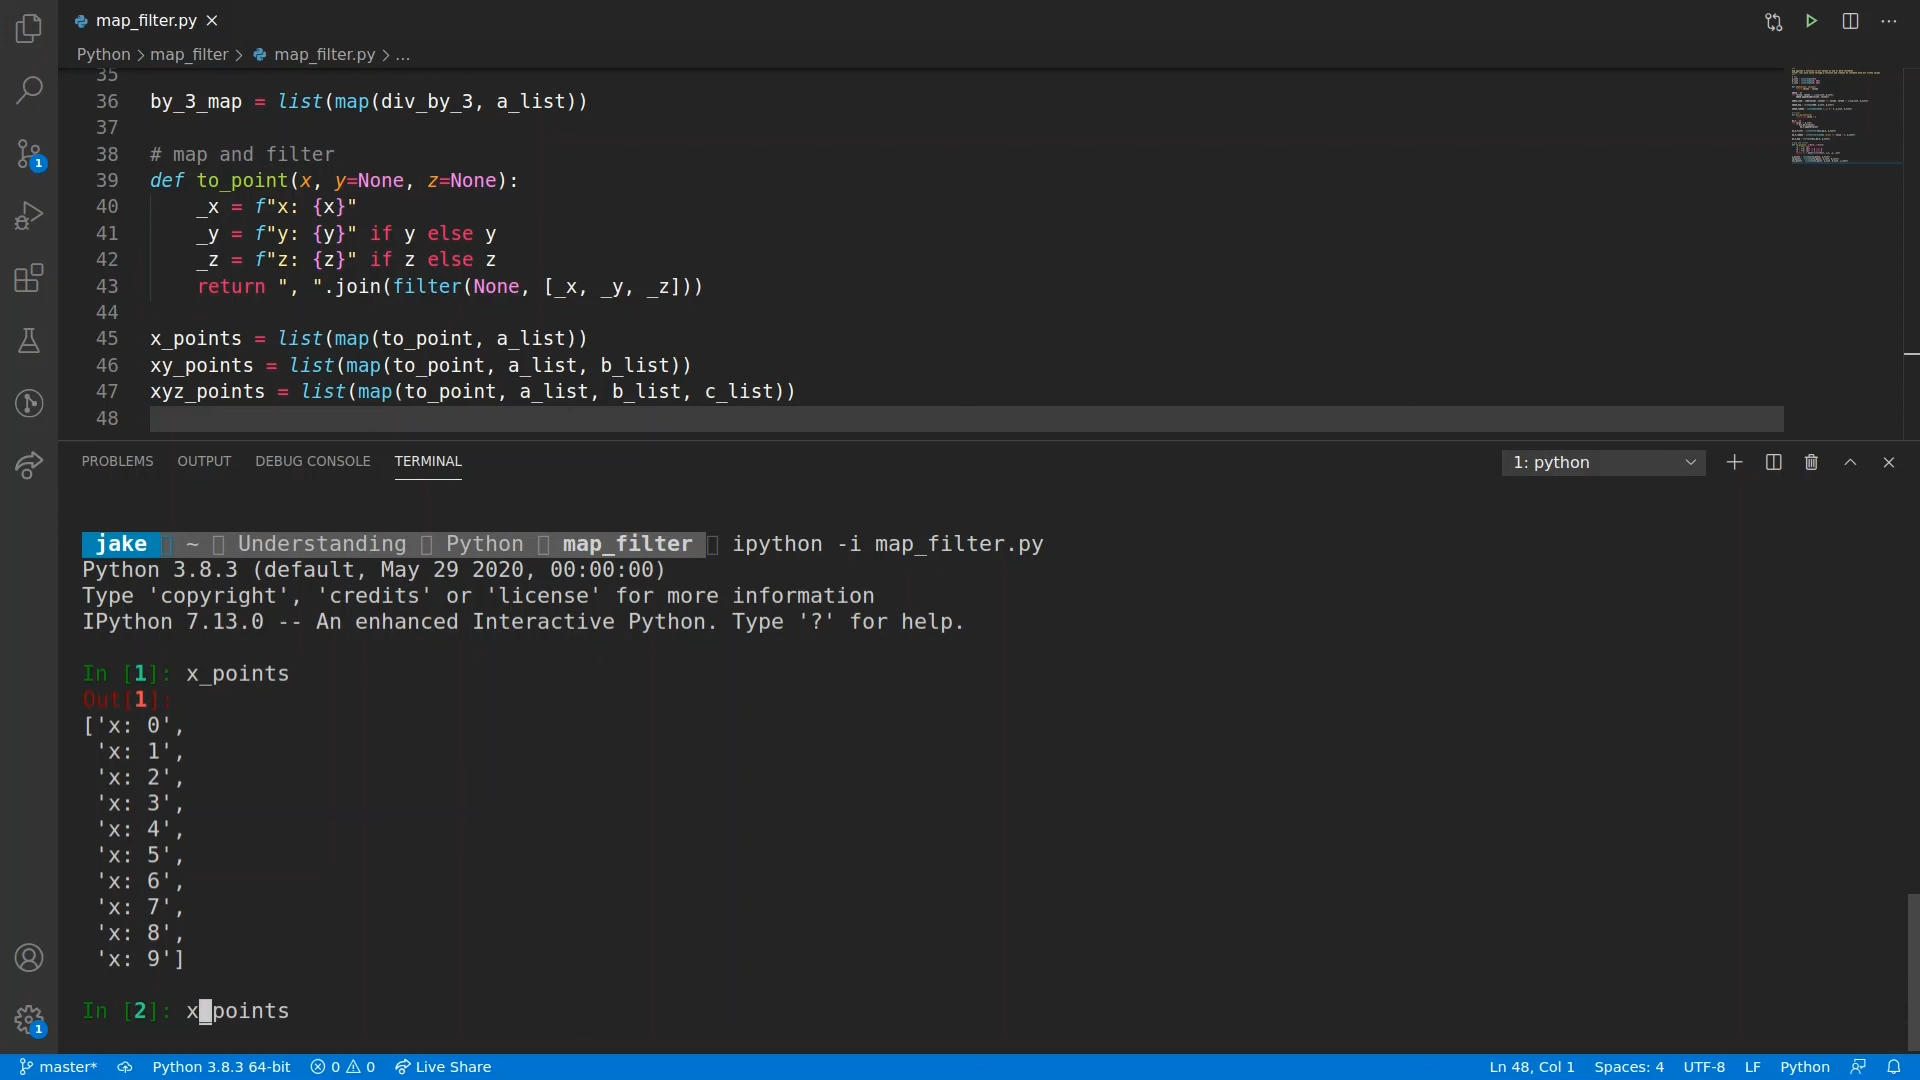 map_filter.py
Python > map_filter > map_filter.py > ...
35
36 by_3_map = list(map(div_by_3, a_list))
37
38 # map and filter
39 def to_point(x, y=None, z=None):
40     _x = f"x: {x}"
41     _y = f"y: {y}" if y else y
42     _z = f"z: {z}" if z else z
43     return ", ".join(filter(None, [_x, _y, _z]))
44
45 x_points = list(map(to_point, a_list))
46 xy_points = list(map(to_point, a_list, b_list))
47 xyz_points = list(map(to_point, a_list, b_list, c_list))
48
PROBLEMS OUTPUT DEBUG CONSOLE TERMINAL 1: python
jake ~ Understanding Python map_filter ipython -i map_filter.py
Python 3.8.3 (default, May 29 2020, 00:00:00)
Type 'copyright', 'credits' or 'license' for more information
IPython 7.13.0 -- An enhanced Interactive Python. Type '?' for help.
In [1]: x_points
Out[1]:
['x: 0',
'x: 1',
'x: 2',
'x: 3',
'x: 4',
'x: 5',
'x: 6',
'x: 7',
'x: 8',
'x: 9']
In [2]: x_points
1
1
master* Python 3.8.3 64-bit 0 0 Live Share Ln 48, Col 1 Spaces: 4 UTF-8 LF Python